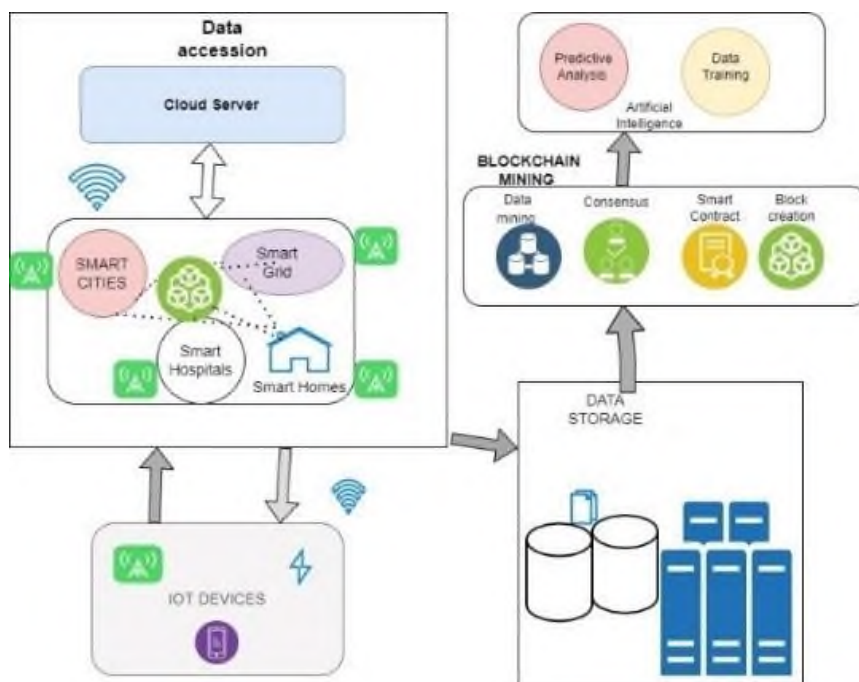 Data
accession
Cloud Server
SMART
CITIES
Smart
Grid
Smart
Hospitals
Smart Homes
IOT DEVICES
Predictive
Analysis
Data
Training
Artificial
Intelligence
BLOCKCHAIN
MINING
Data
mining
Consensus
Smart
Contract
Block
creation
DATA
STORAGE